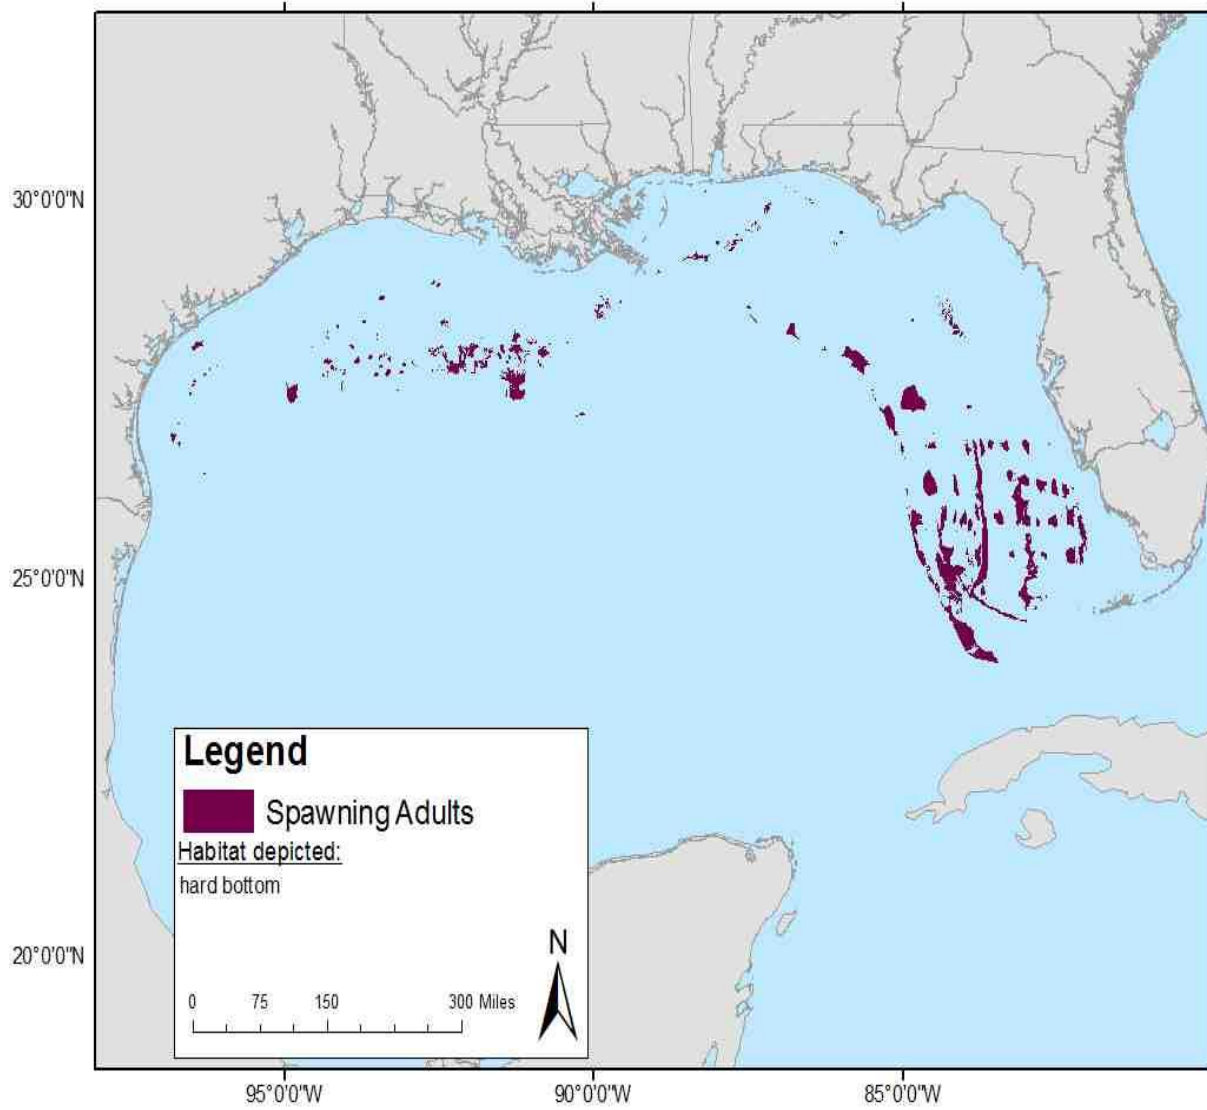 30°0'0"N
25°0'0"N
Legend
Spawning Adults
Habitat depicted:
hard bottom
N
20°0'0"N
0 75 150 300 Miles
95°0'0"W 90°0'0"W 85°0'0"W